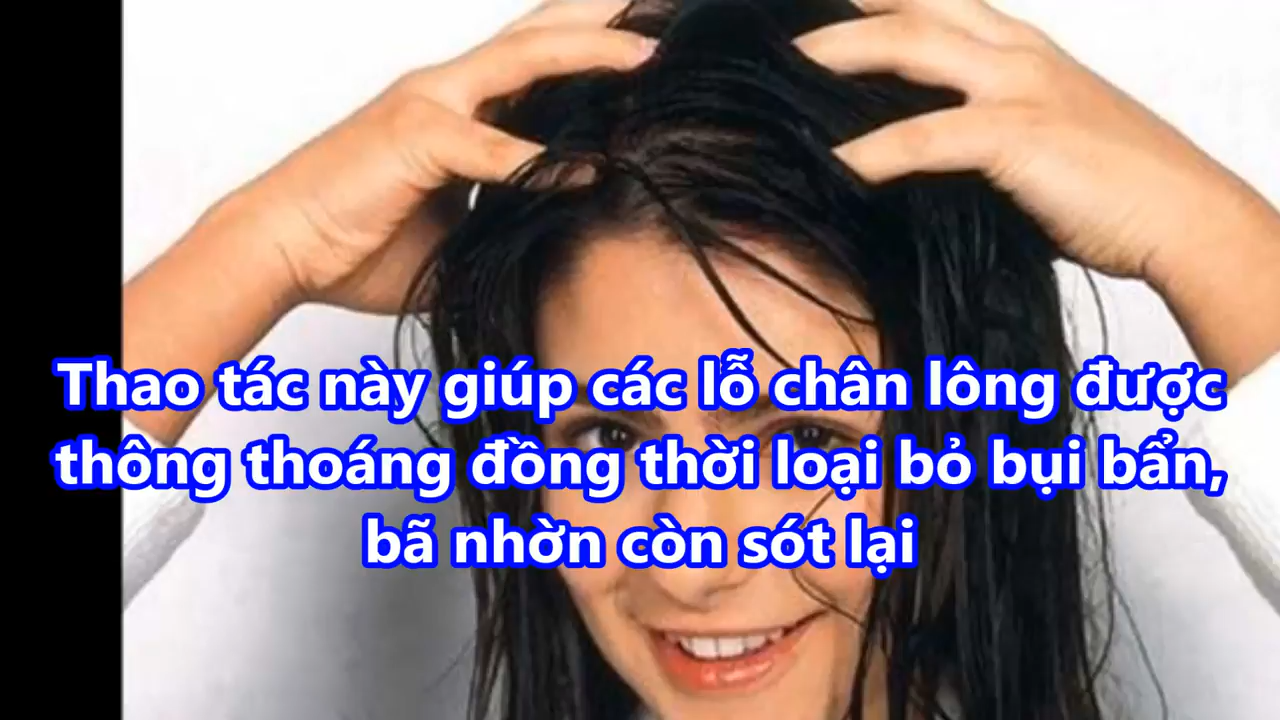 Thao tác này giúp các lỗ chân lông được
thông thoáng đồng thời loại bỏ bụi bẩn,
bã nhờn còn sót lại